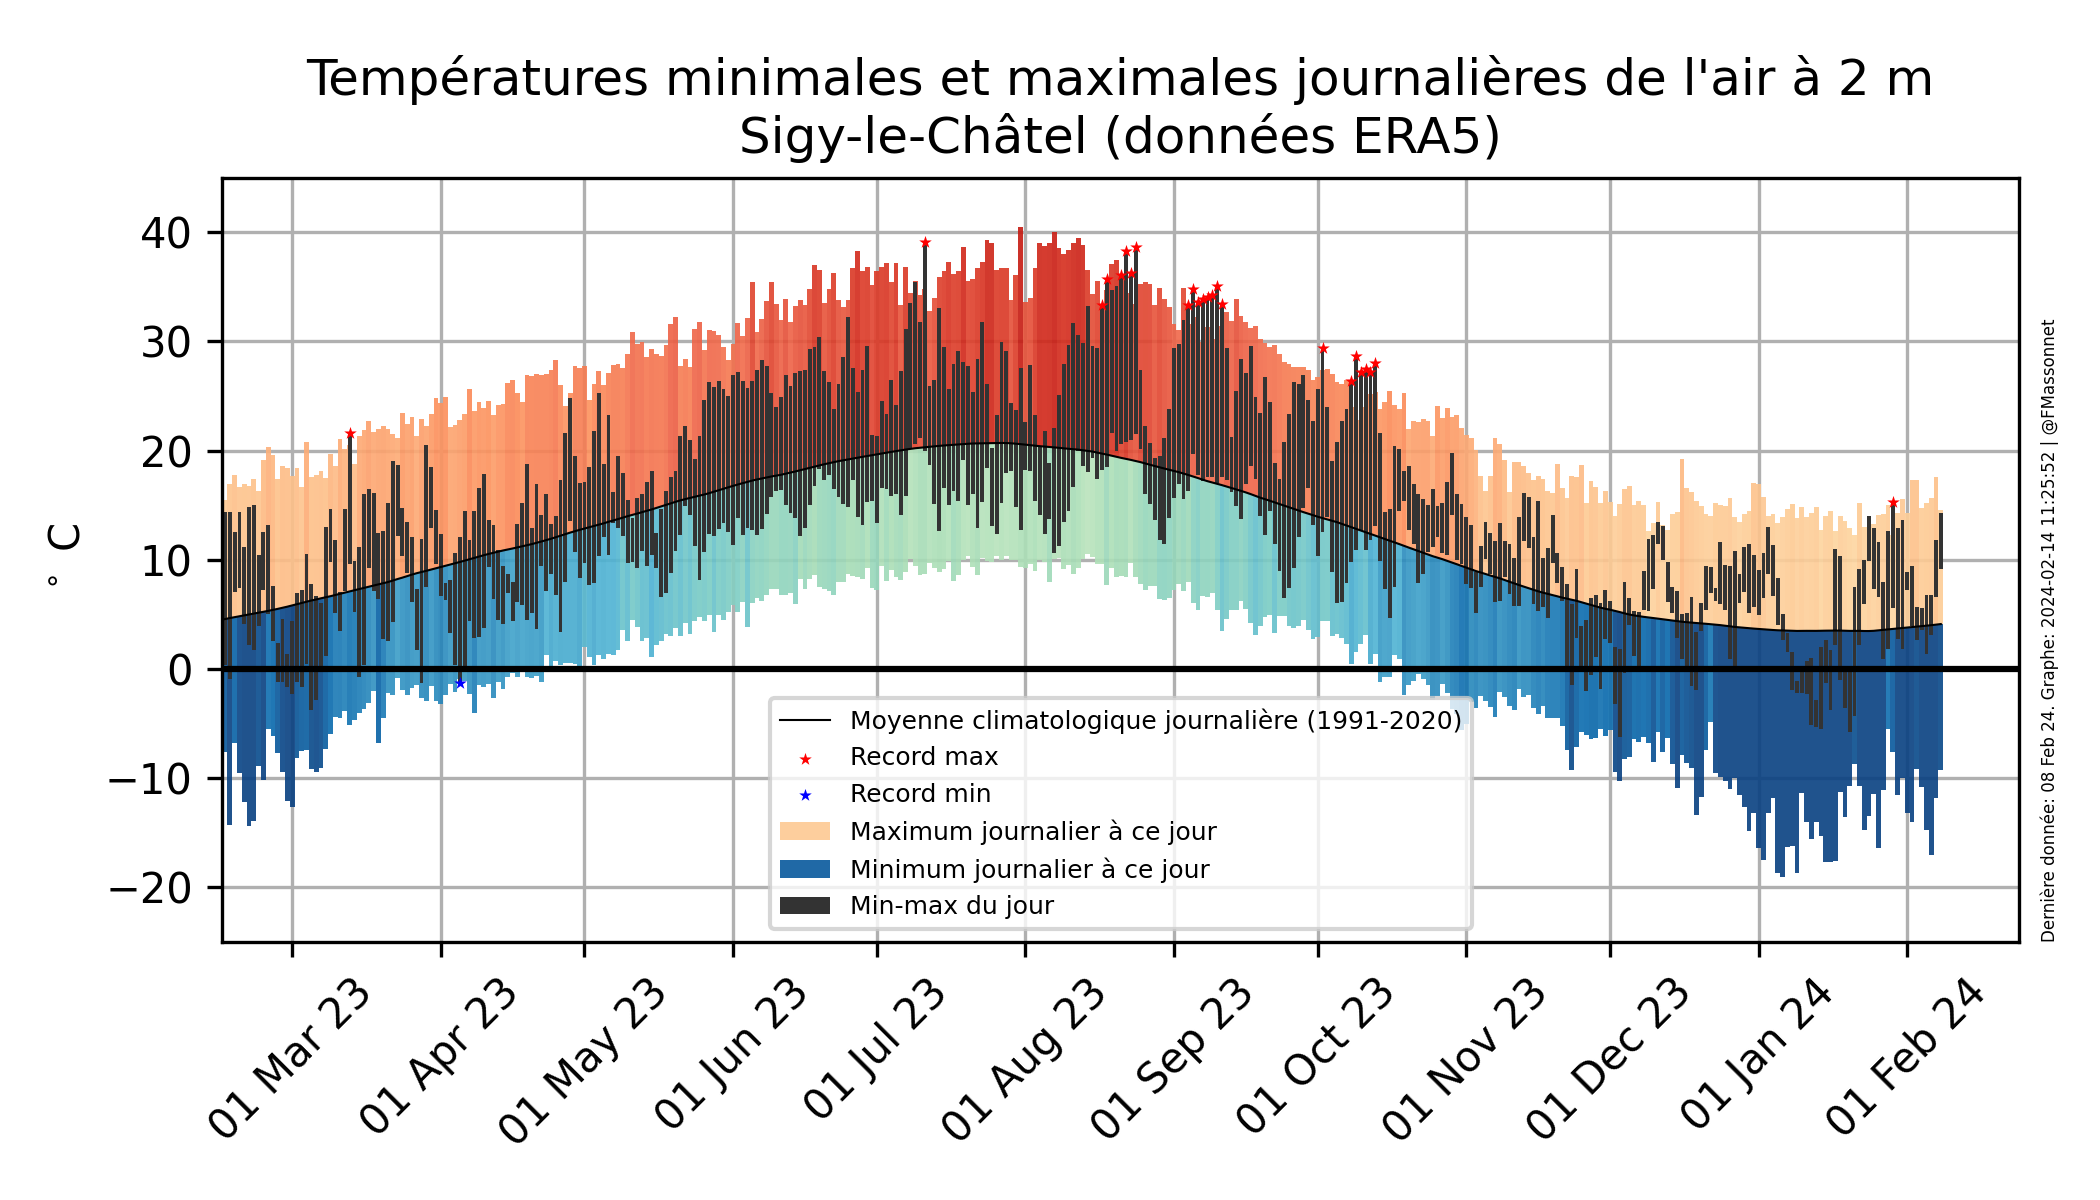 Températures minimales et maximales journalières de l'air à 2 m
Sigy-le-Châtel (données ERA5)
° C
40
30
20
10
0
−10
−20
Moyenne climatologique journalière (1991-2020)
Record max
Record min
Maximum journalier à ce jour
Minimum journalier à ce jour
Min-max du jour
01 Mar 23
01 Apr 23
01 May 23
01 Jun 23
01 Jul 23
01 Aug 23
01 Sep 23
01 Oct 23
01 Nov 23
01 Dec 23
01 Jan 24
01 Feb 24
Dernière donnée: 08 Feb 24. Graphe: 2024-02-14 11:25:52 | @FMassonnet